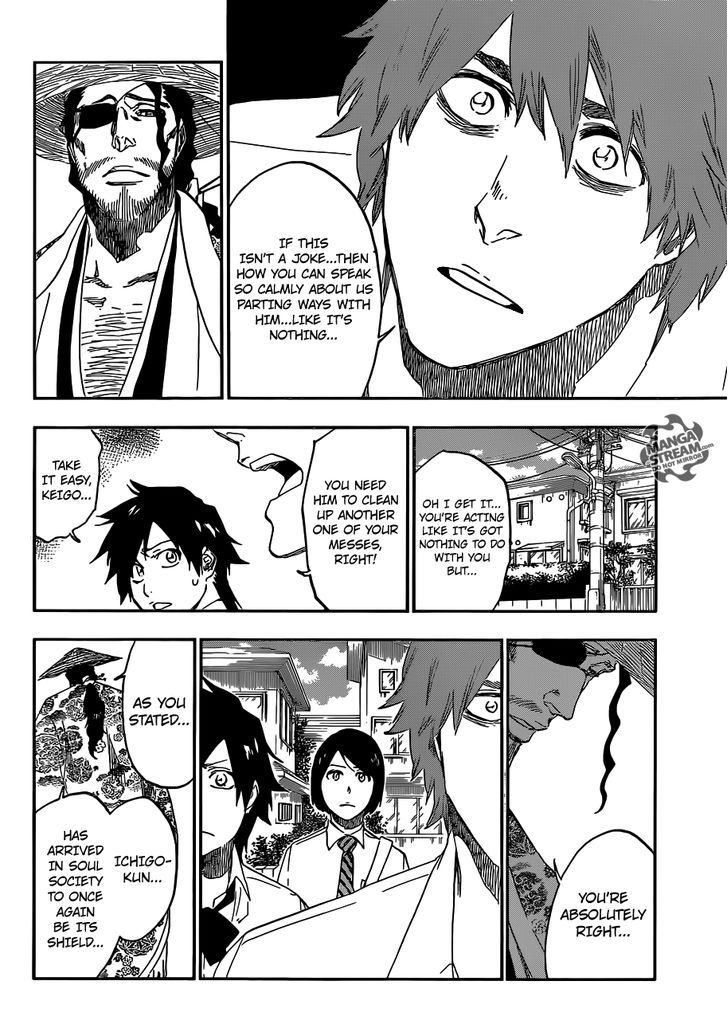 IF THIS
ISN'T A JOKE...THEN
HOW YOU CAN SPEAK
SO CALMLY ABOUT US
PARTING WAYS WITH
HIM...LIKE IT'S
NOTHING...
MANGA
STREAM.com
DO NOT MIRROR
OH I GET IT...
YOU'RE ACTING
LIKE IT'S GOT
NOTHING TO DO
WITH YOU
BUT...
YOU NEED
HIM TO CLEAN
UP ANOTHER
ONE OF YOUR
MESSES,
RIGHT!
TAKE
IT EASY,
KEIGO...
YOU'RE
ABSOLUTELY
RIGHT...
AS YOU
STATED...
ICHIGO-
KUN...
HAS
ARRIVED
IN SOUL
SOCIETY
TO ONCE
AGAIN
BE ITS
SHIELD...